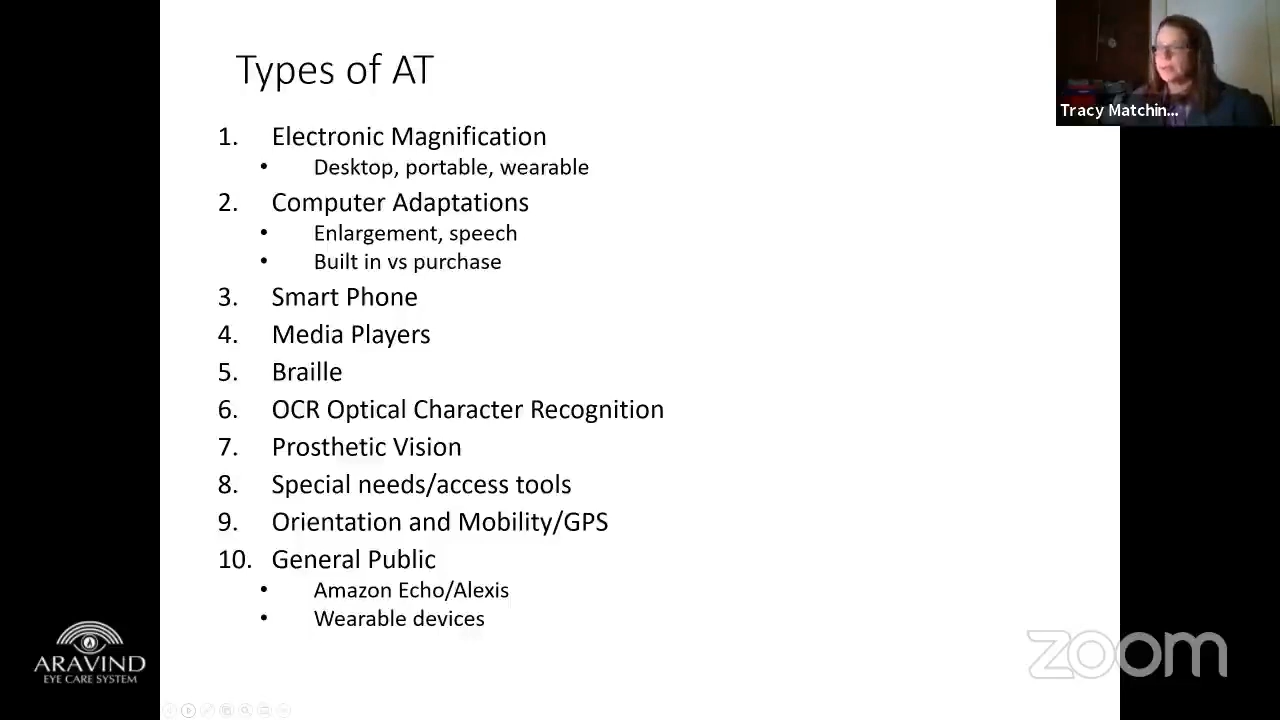 Types of AT
Tracy Matchin...
1. Electronic Magnification
• Desktop, portable, wearable
2. Computer Adaptations
• Enlargement, speech
• Built in vs purchase
3. Smart Phone
4. Media Players
5. Braille
6. OCR Optical Character Recognition
7. Prosthetic Vision
8. Special needs/access tools
9. Orientation and Mobility/GPS
10. General Public
• Amazon Echo/Alexis
• Wearable devices
ARAVIND
EYE CARE SYSTEM
zoom